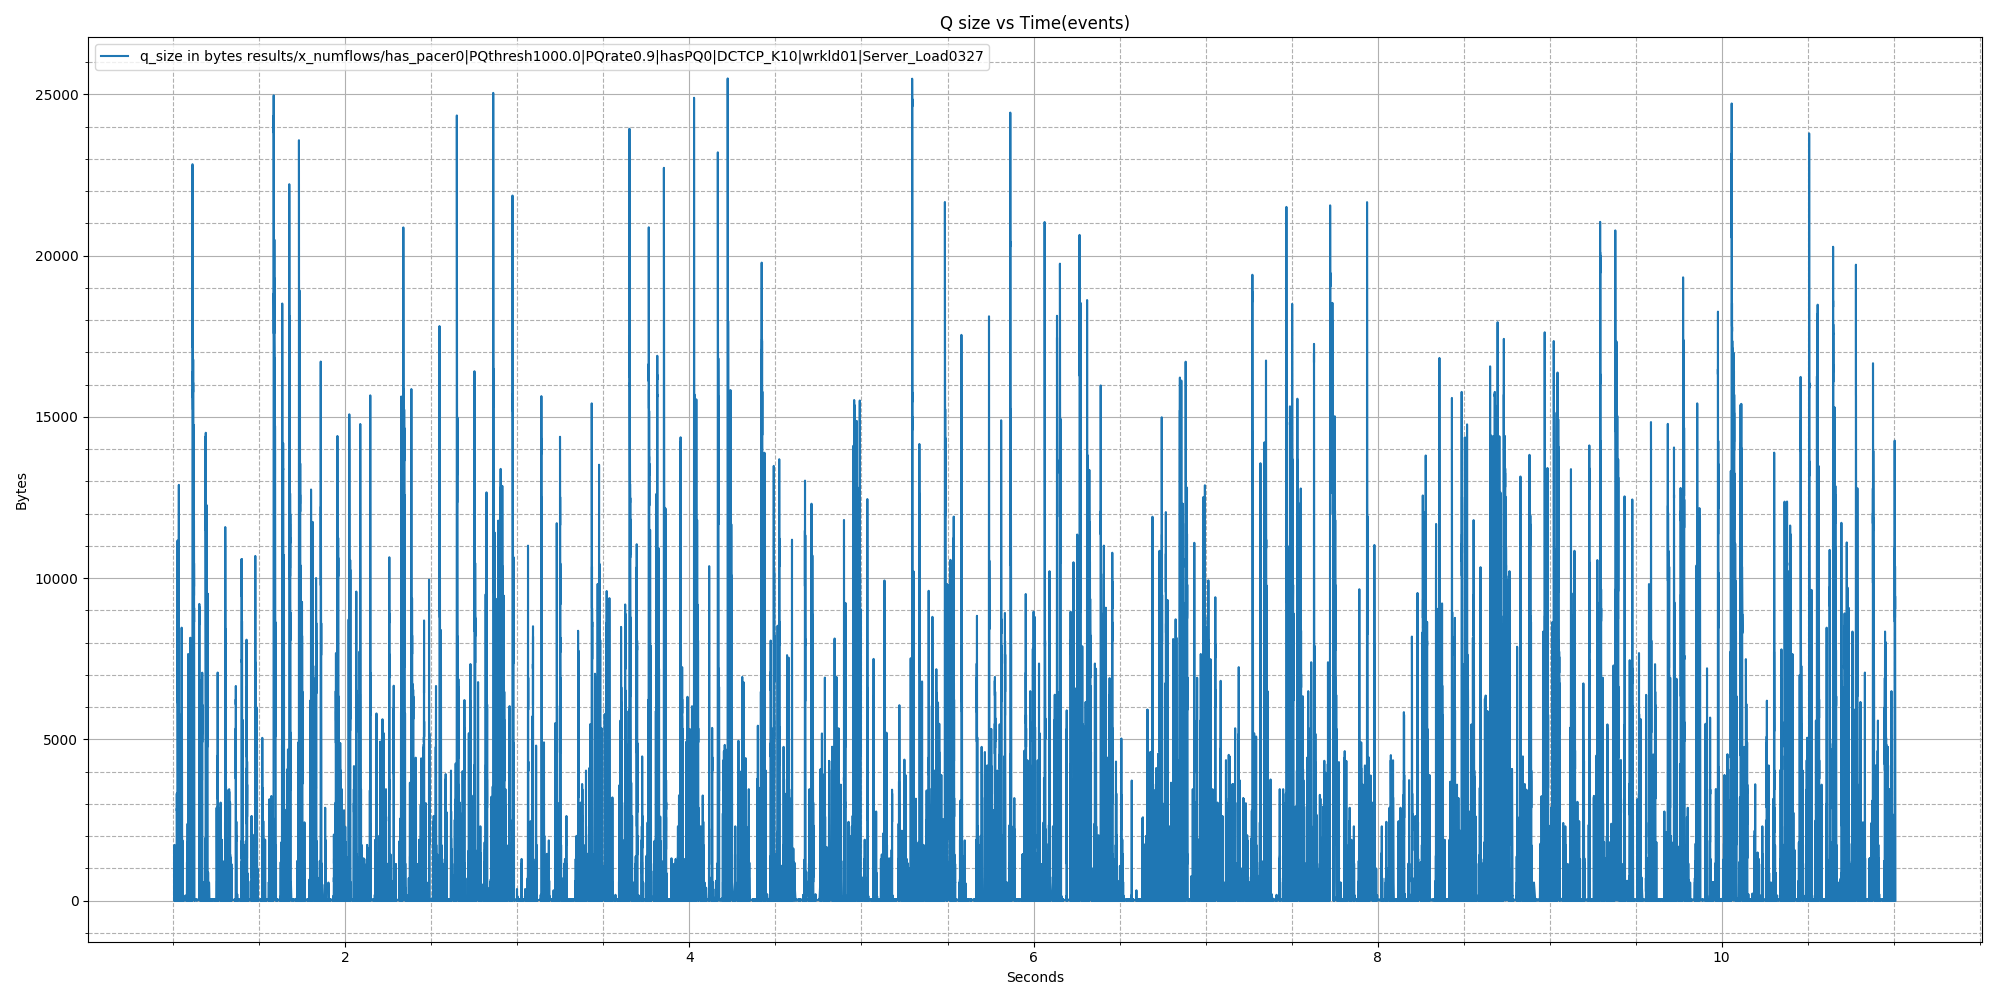 Q size vs Time(events)
q_size in bytes results/x_numflows/has_pacer0|PQthresh1000.0|PQrate0.9|hasPQ0|DCTCP_K10|wrkld01|Server_Load0327
25000
20000
15000
10000
5000
0
Bytes
2 4 6 8 10
Seconds